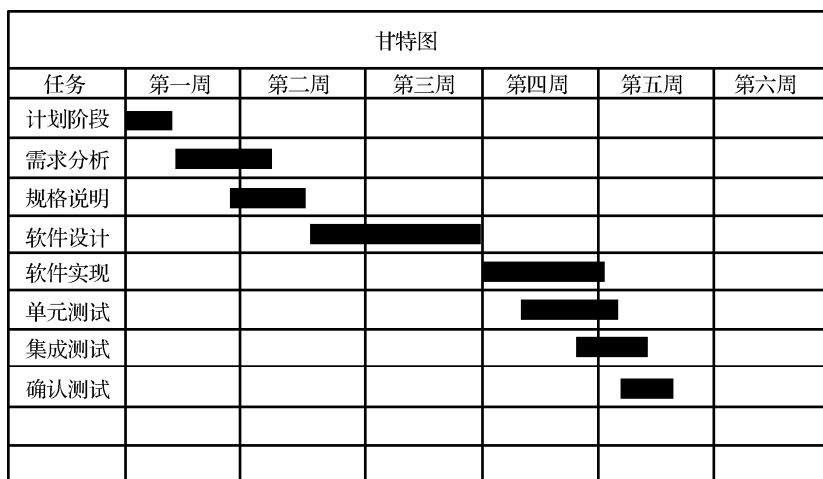 甘特图
任务 第一周 第二周 第三周 第四周 第五周 第六周
计划阶段
需求分析
规格说明
软件设计
软件实现
单元测试
集成测试
确认测试